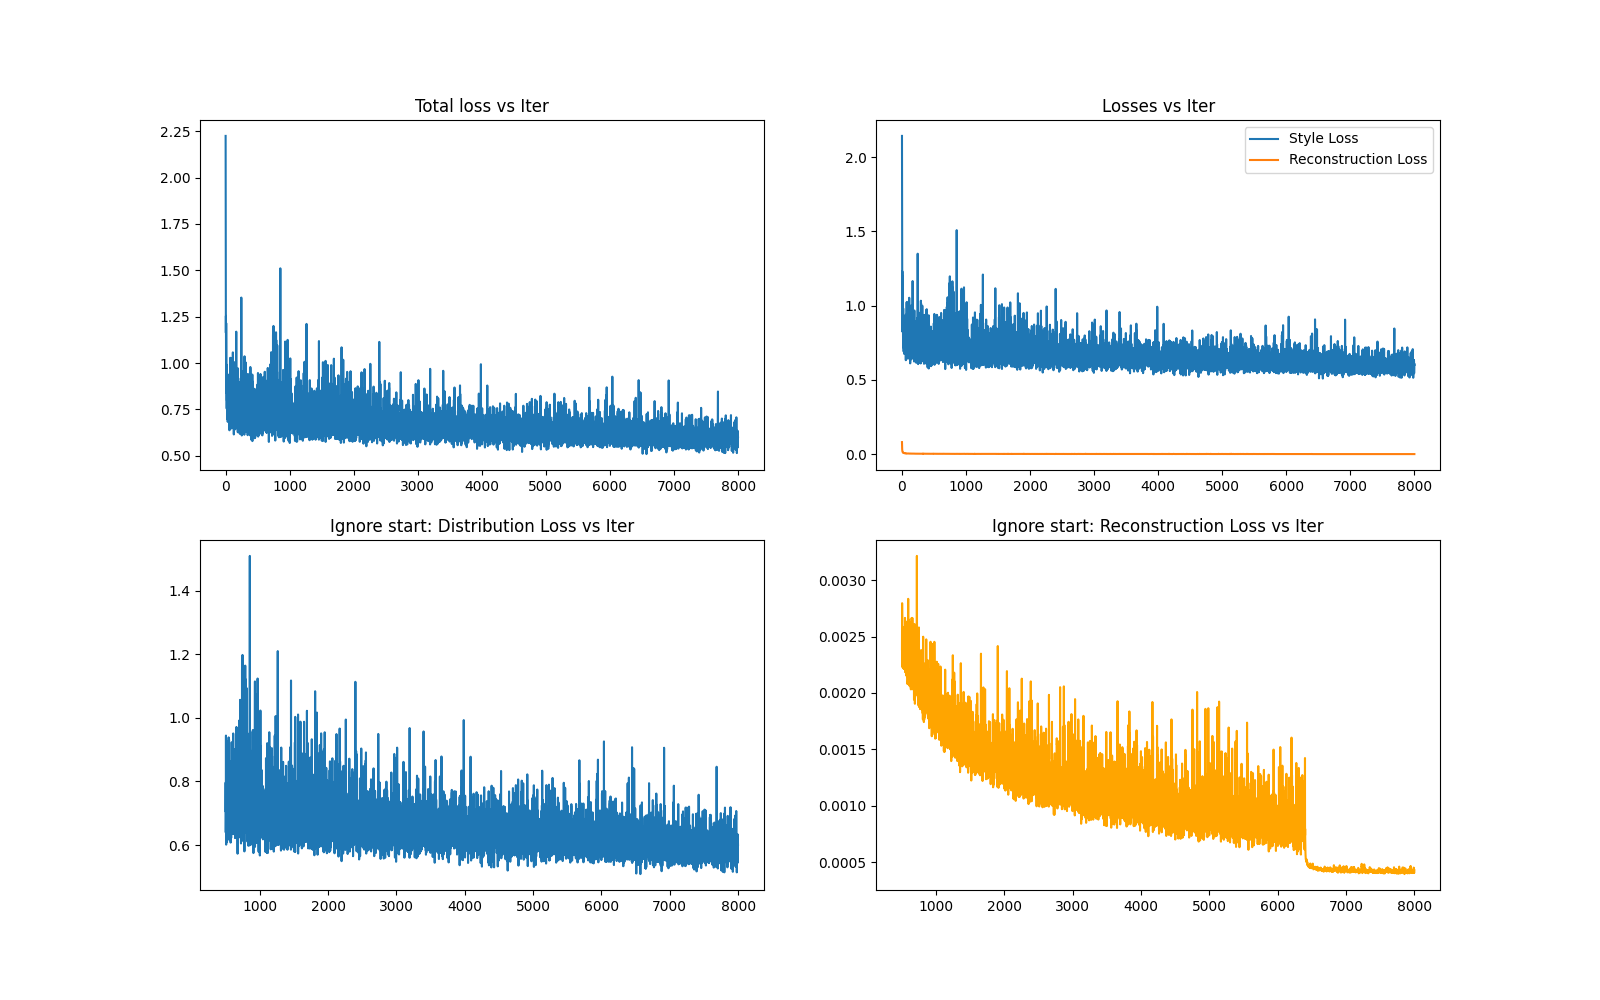 Total loss vs Iter
2.25
2.00
1.75
1.50
1.25
1.00
0.75
0.50
0 1000 2000 3000 4000 5000 6000 7000 8000
Losses vs Iter
Style Loss
Reconstruction Loss
2.0
1.5
1.0
0.5
0.0
0 1000 2000 3000 4000 5000 6000 7000 8000
Ignore start: Distribution Loss vs Iter
1.4
1.2
1.0
0.8
0.6
1000 2000 3000 4000 5000 6000 7000 8000
Ignore start: Reconstruction Loss vs Iter
0.0030
0.0025
0.0020
0.0015
0.0010
0.0005
1000 2000 3000 4000 5000 6000 7000 8000